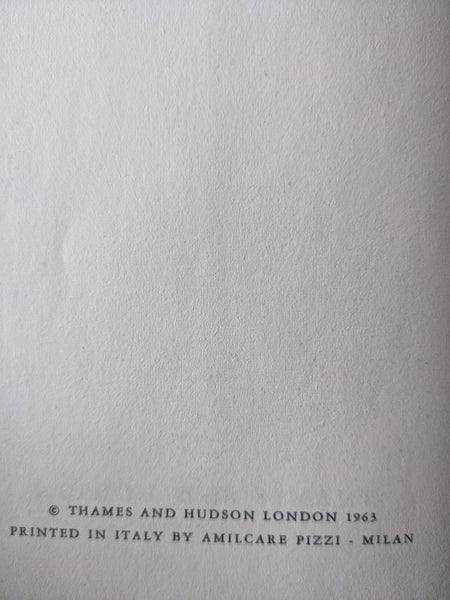 © THAMES AND HUDSON LONDON 1963
PRINTED IN ITALY BY AMILCARE PIZZI - MILAN